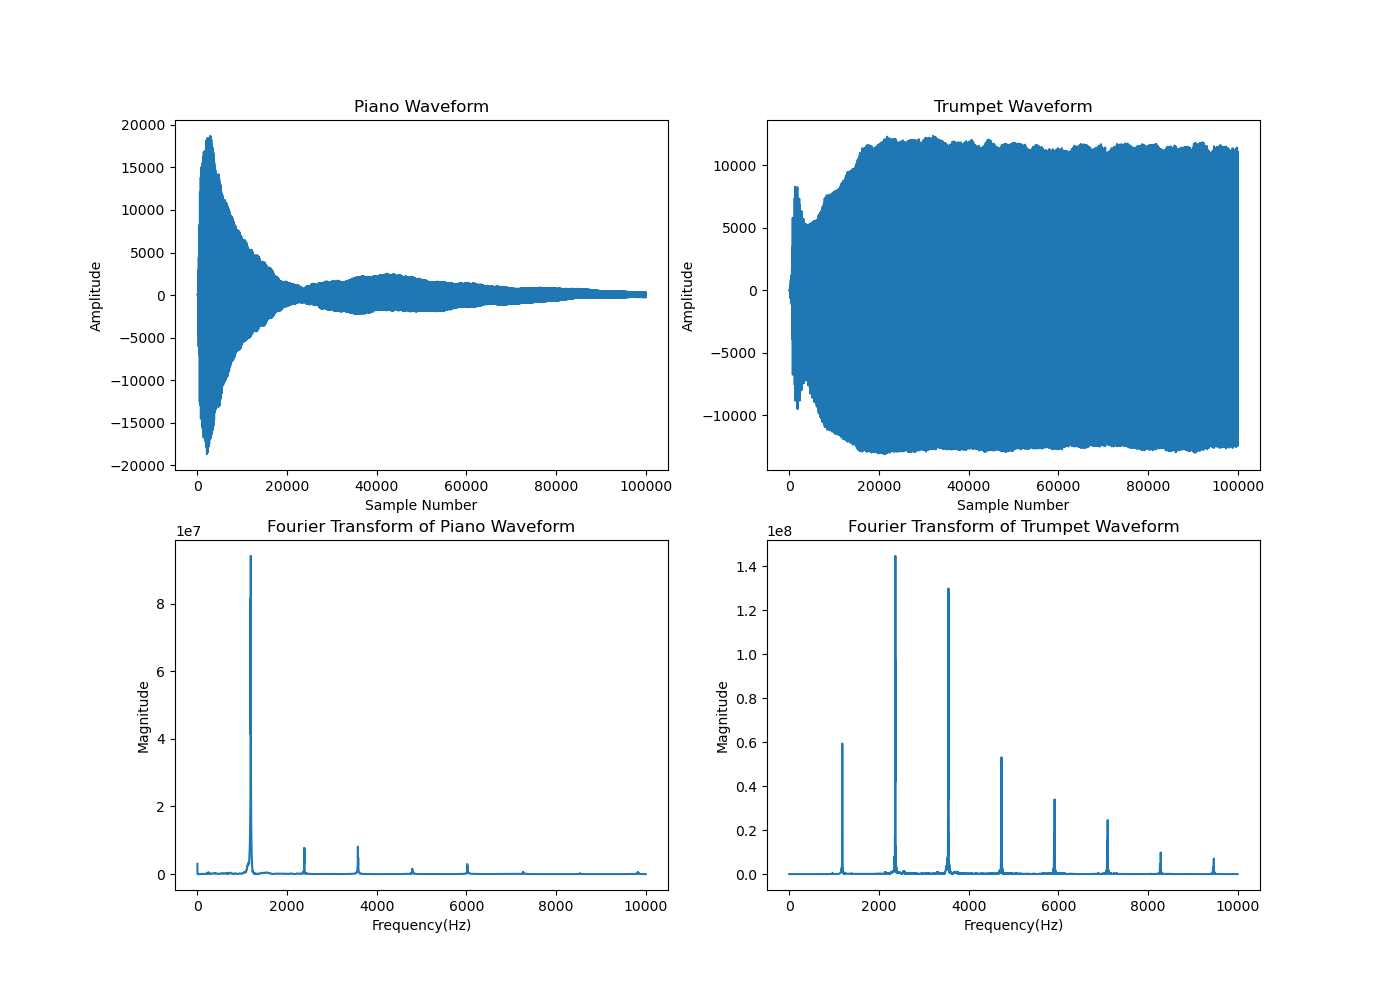 Piano Waveform
20000
15000
10000
5000
0
−5000
−10000
−15000
−20000
Amplitude
0 20000 40000 60000 80000 100000
Sample Number
Trumpet Waveform
10000
5000
0
−5000
−10000
Amplitude
0 20000 40000 60000 80000 100000
Sample Number
1e7
Fourier Transform of Piano Waveform
8
6
4
2
0
Magnitude
0 2000 4000 6000 8000 10000
Frequency(Hz)
1e8
Fourier Transform of Trumpet Waveform
1.4
1.2
1.0
0.8
0.6
0.4
0.2
0.0
Magnitude
0 2000 4000 6000 8000 10000
Frequency(Hz)